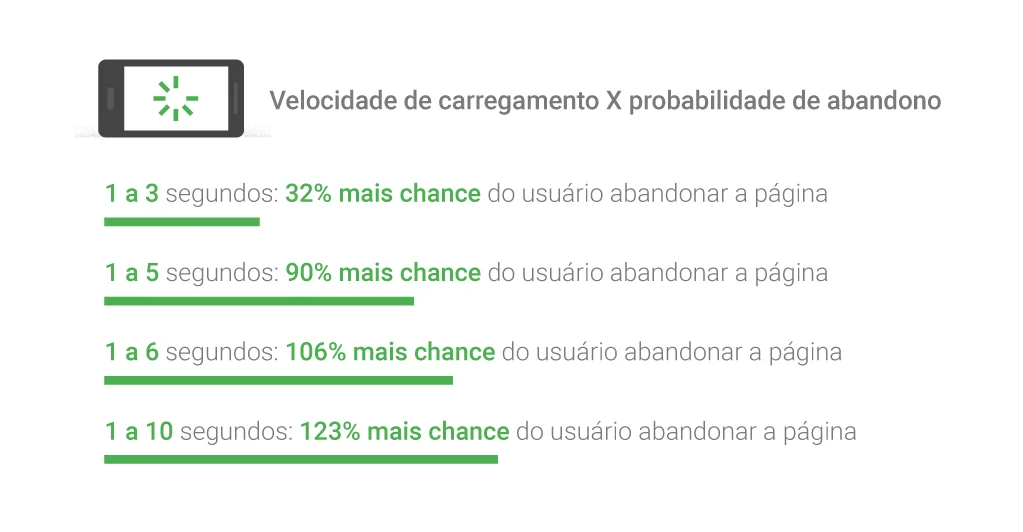 Velocidade de carregamento X probabilidade de abandono
1 a 3 segundos: 32% mais chance do usuário abandonar a página
1 a 5 segundos: 90% mais chance do usuário abandonar a página
1 a 6 segundos: 106% mais chance do usuário abandonar a página
1 a 10 segundos: 123% mais chance do usuário abandonar a página